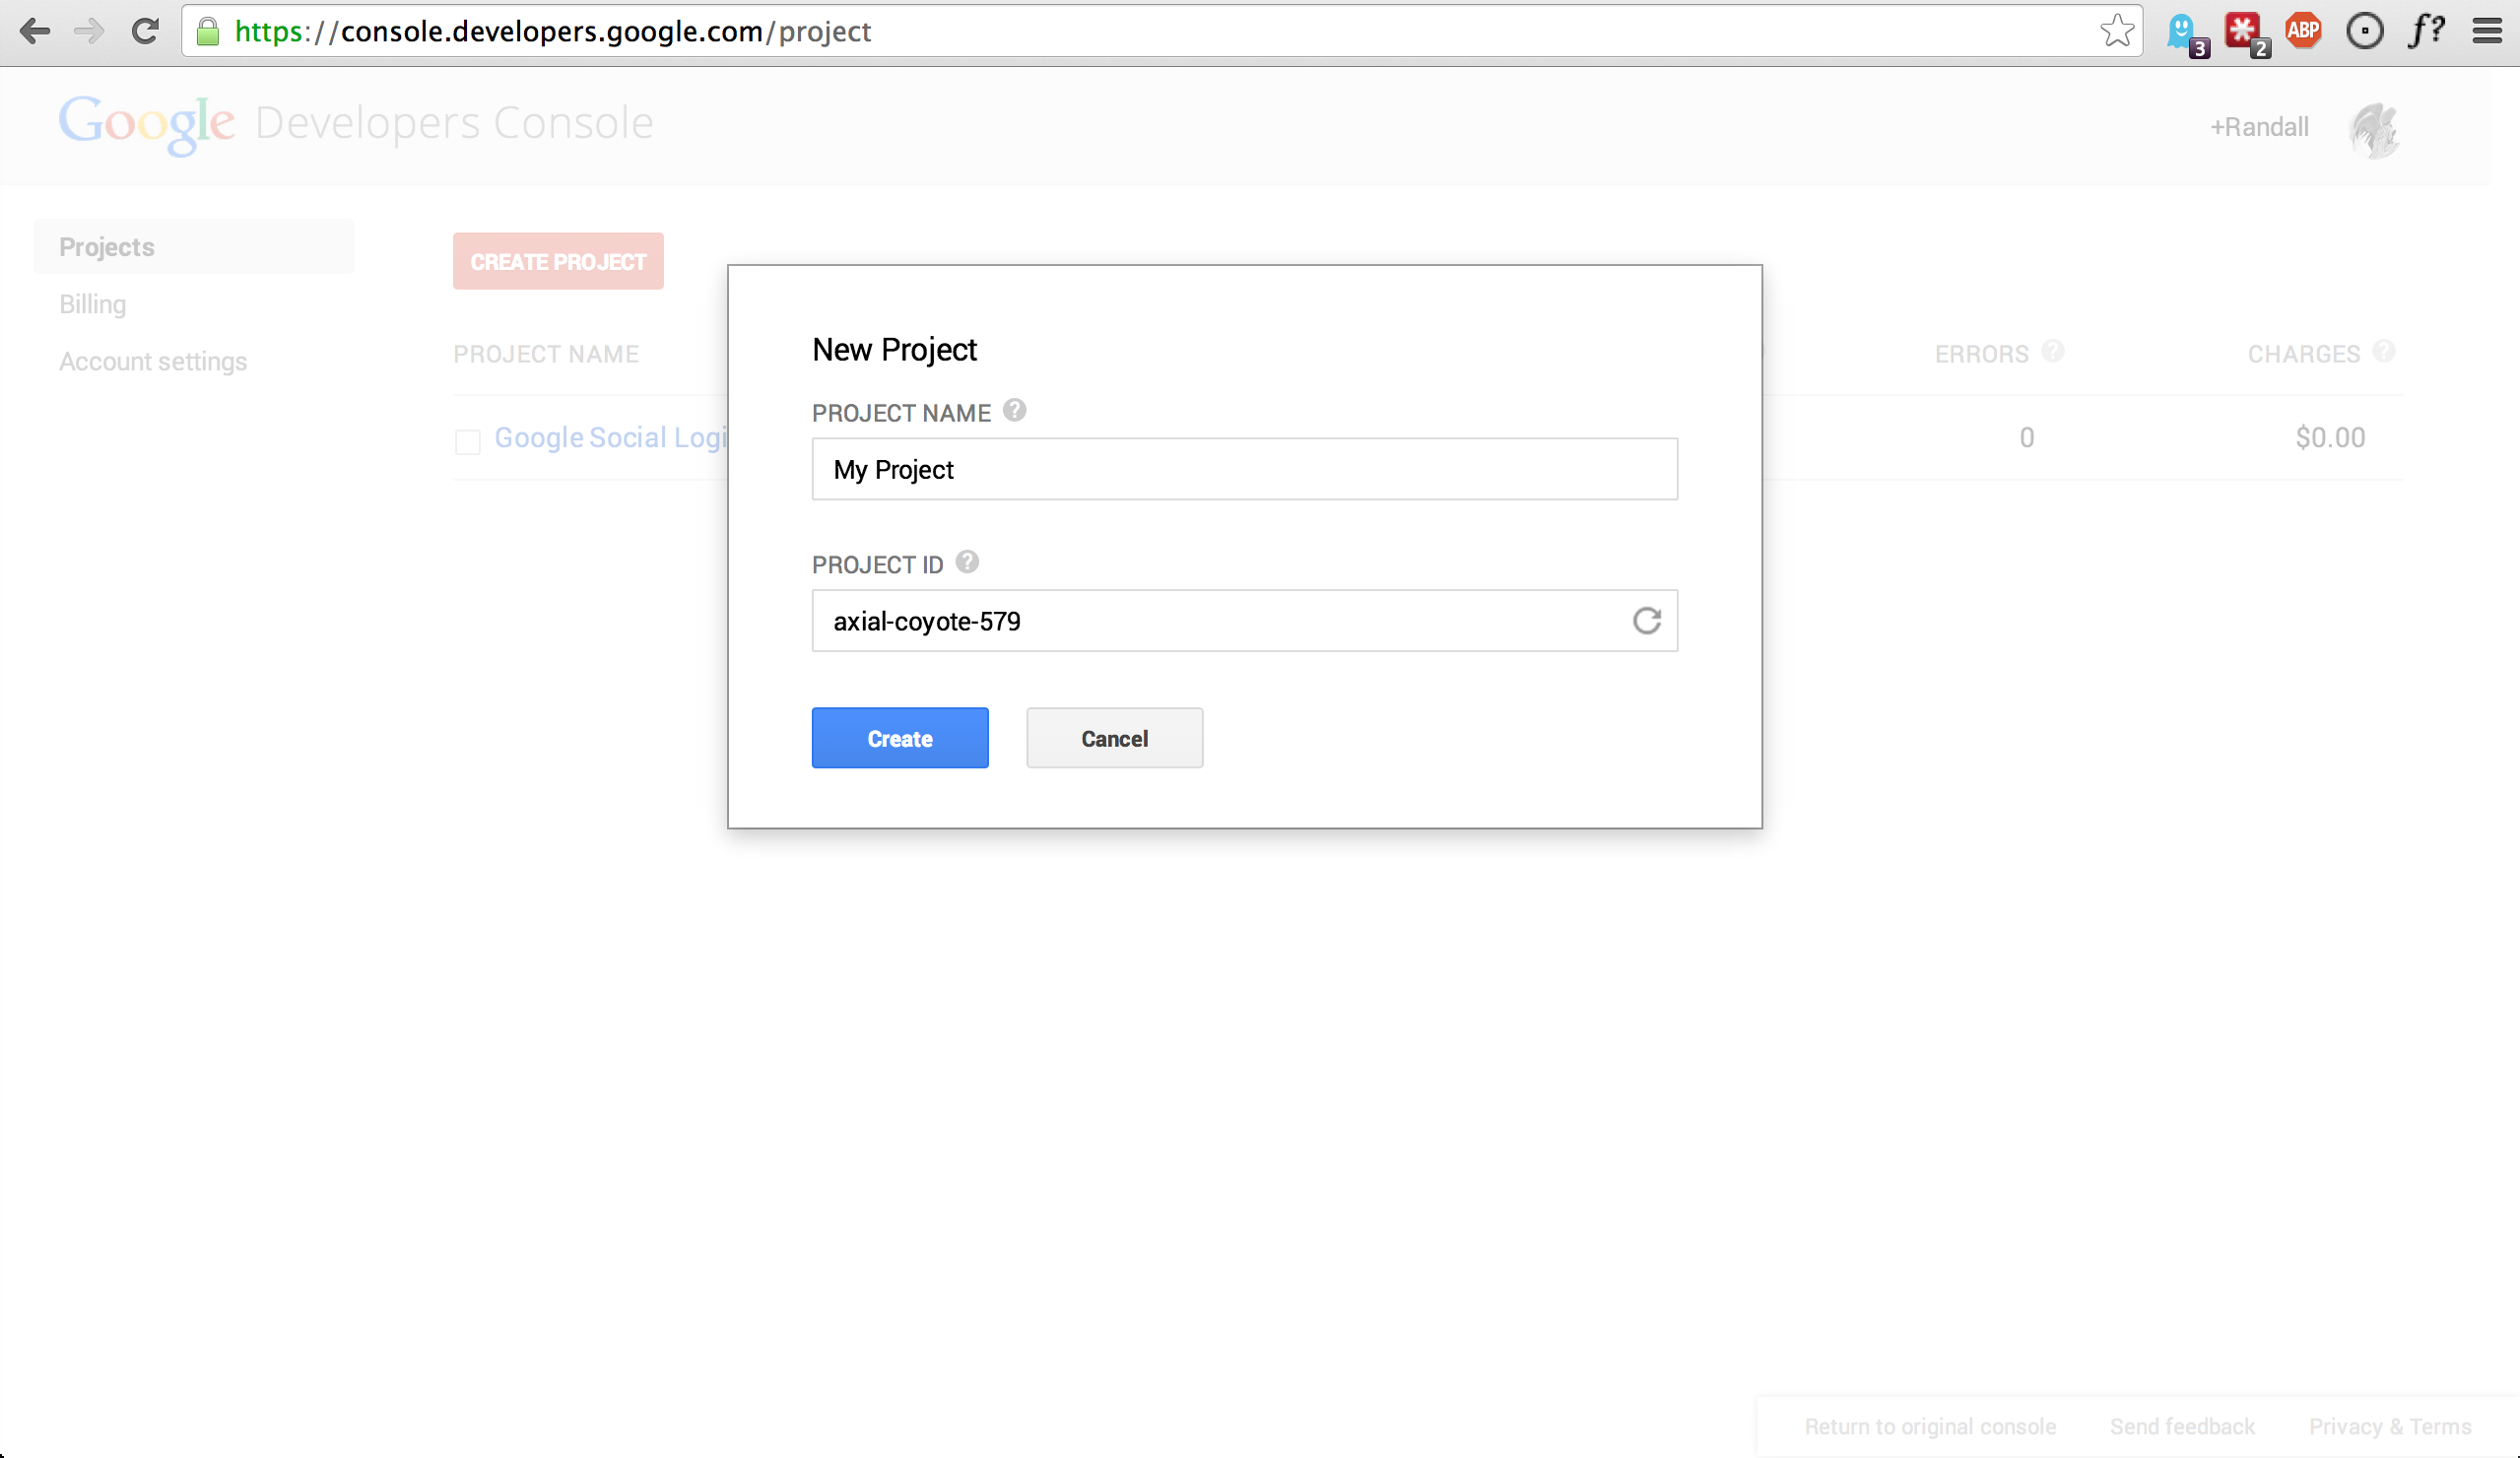 https://console.developers.google.com/project
3
2
ABP
f?
Google Developers Console
+Randall
Projects
Billing
Account settings
CREATE PROJECT
PROJECT NAME
ERRORS ?
CHARGES ?
Google Social Logi
0
$0.00
New Project
PROJECT NAME ?
My Project
PROJECT ID ?
axial-coyote-579
Create
Cancel
Return to original console
Send feedback
Privacy & Terms